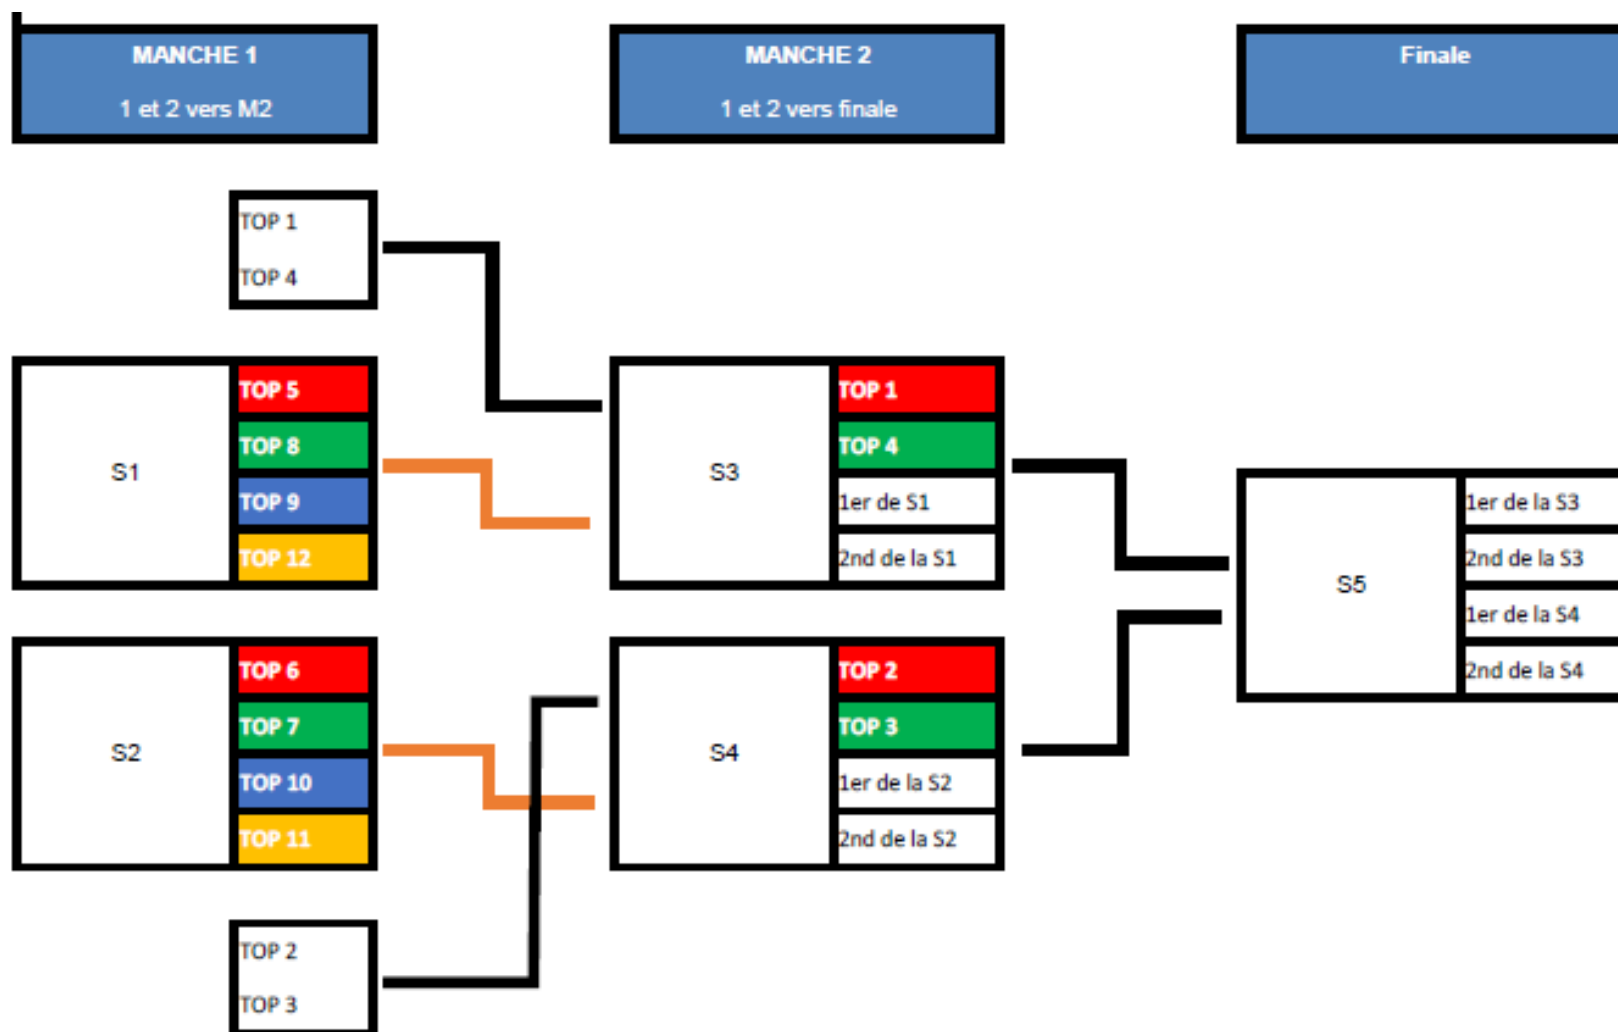 MANCHE 1
1 et 2 vers M2
MANCHE 2
1 et 2 vers finale
Finale
TOP 1
TOP 4
S1
TOP 5
TOP 8
TOP 9
TOP 12
S2
TOP 6
TOP 7
TOP 10
TOP 11
TOP 2
TOP 3
S3
TOP 1
TOP 4
1er de S1
2nd de la S1
S4
TOP 2
TOP 3
1er de la S2
2nd de la S2
S5
1er de la S3
2nd de la S3
1er de la S4
2nd de la S4